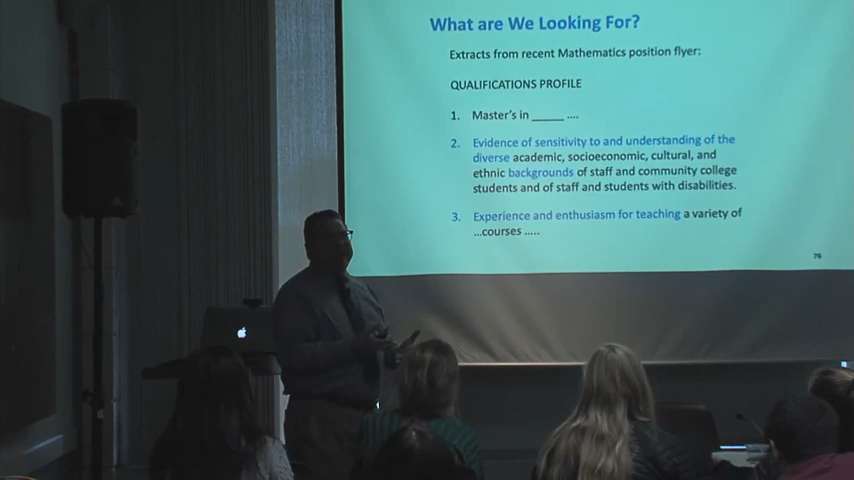 What are We Looking For?
Extracts from recent Mathematics position flyer:
QUALIFICATIONS PROFILE
1. Master's in _____ ....
2. Evidence of sensitivity to and understanding of the
diverse academic, socioeconomic, cultural, and
ethnic backgrounds of staff and community college
students and of staff and students with disabilities.
3. Experience and enthusiasm for teaching a variety of
...courses .....
76